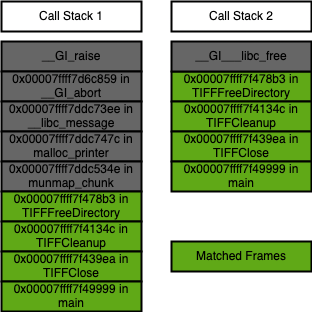 Call Stack 1
__GI_raise
0x00007ffff7d6c859 in
__GI_abort
0x00007ffff7ddc73ee in
__libc_message
0x00007ffff7ddc747c in
malloc_printer
0x00007ffff7ddc534e in
munmap_chunk
0x00007ffff7f478b3 in
TIFFFreeDirectory
0x00007ffff7f4134c in
TIFFCleanup
0x00007ffff7f439ea in
TIFFClose
0x00007ffff7f49999 in
main
Call Stack 2
__GI___libc_free
0x00007ffff7f478b3 in
TIFFFreeDirectory
0x00007ffff7f4134c in
TIFFCleanup
0x00007ffff7f439ea in
TIFFClose
0x00007ffff7f49999 in
main
Matched Frames